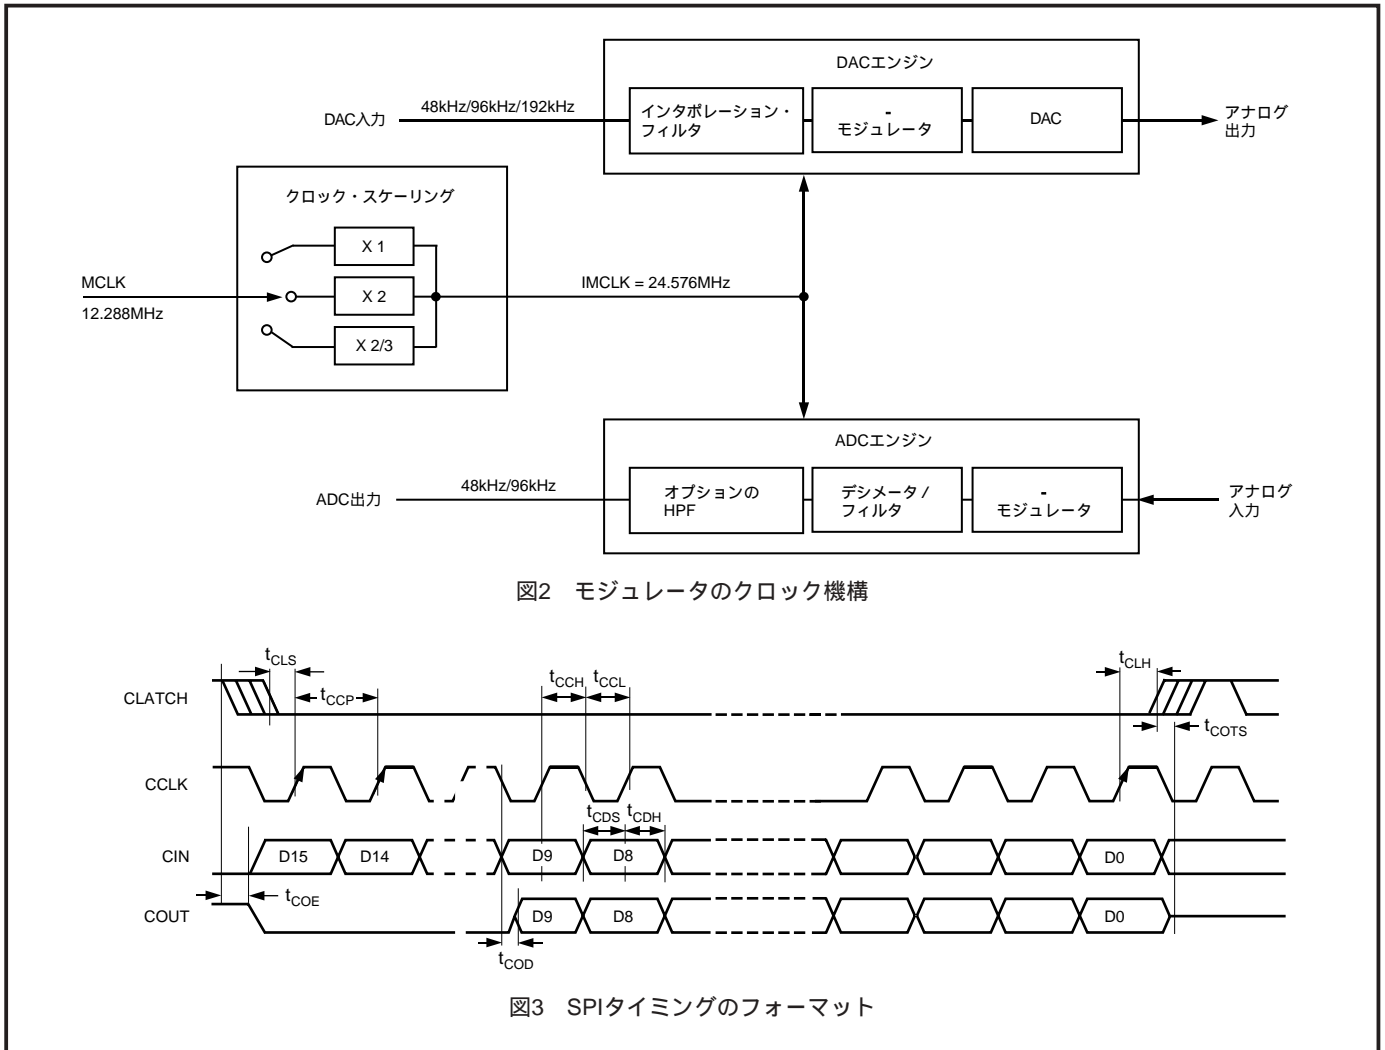 DACエンジン
DAC入力
48kHz/96kHz/192kHz
インタポレーション・
フィルタ
-
モジュレータ
DAC
アナログ
出力
クロック・スケーリング
X 1
X 2
X 2/3
MCLK
12.288MHz
IMCLK = 24.576MHz
ADCエンジン
ADC出力
48kHz/96kHz
オプションの
HPF
デシメータ /
フィルタ
-
モジュレータ
アナログ
入力
図2 モジュレータのクロック機構
tCLS
tCCP
tCCH
tCCL
tCLH
CLATCH
tCOTS
CCLK
tCDS
tCDH
CIN
D15
D14
D9
D8
D0
tCOE
COUT
D9
D8
D0
tCOD
図3 SPIタイミングのフォーマット